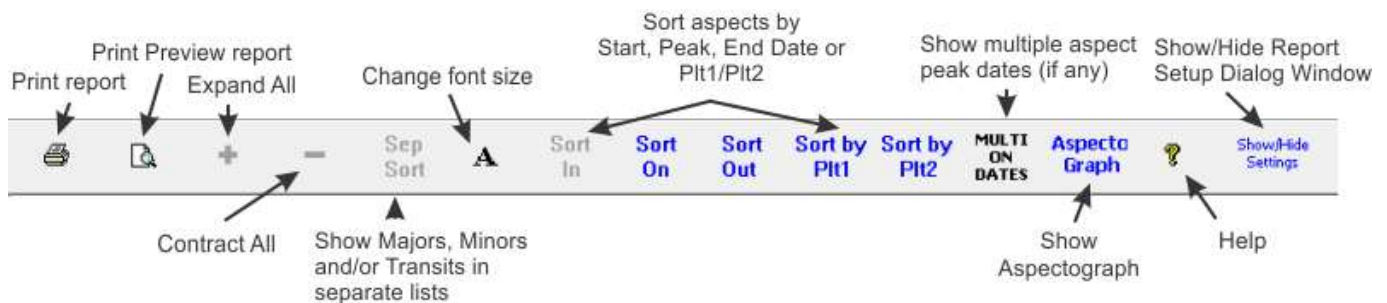 Sort aspects by
Start, Peak, End Date or
Plt1/Plt2
Print Preview report
Show multiple aspect
peak dates (if any)
Show/Hide Report
Setup Dialog Window
Print report
Expand All
Change font size
Sep
Sort
A
Sort
In
Sort
On
Sort
Out
Sort by
Plt1
Sort by
Plt2
MULTI
ON
DATES
Aspecto
Graph
?
Show/Hide
Settings
Contract All
Show Majors, Minors
and/or Transits in
separate lists
Show
Aspectograph
Help